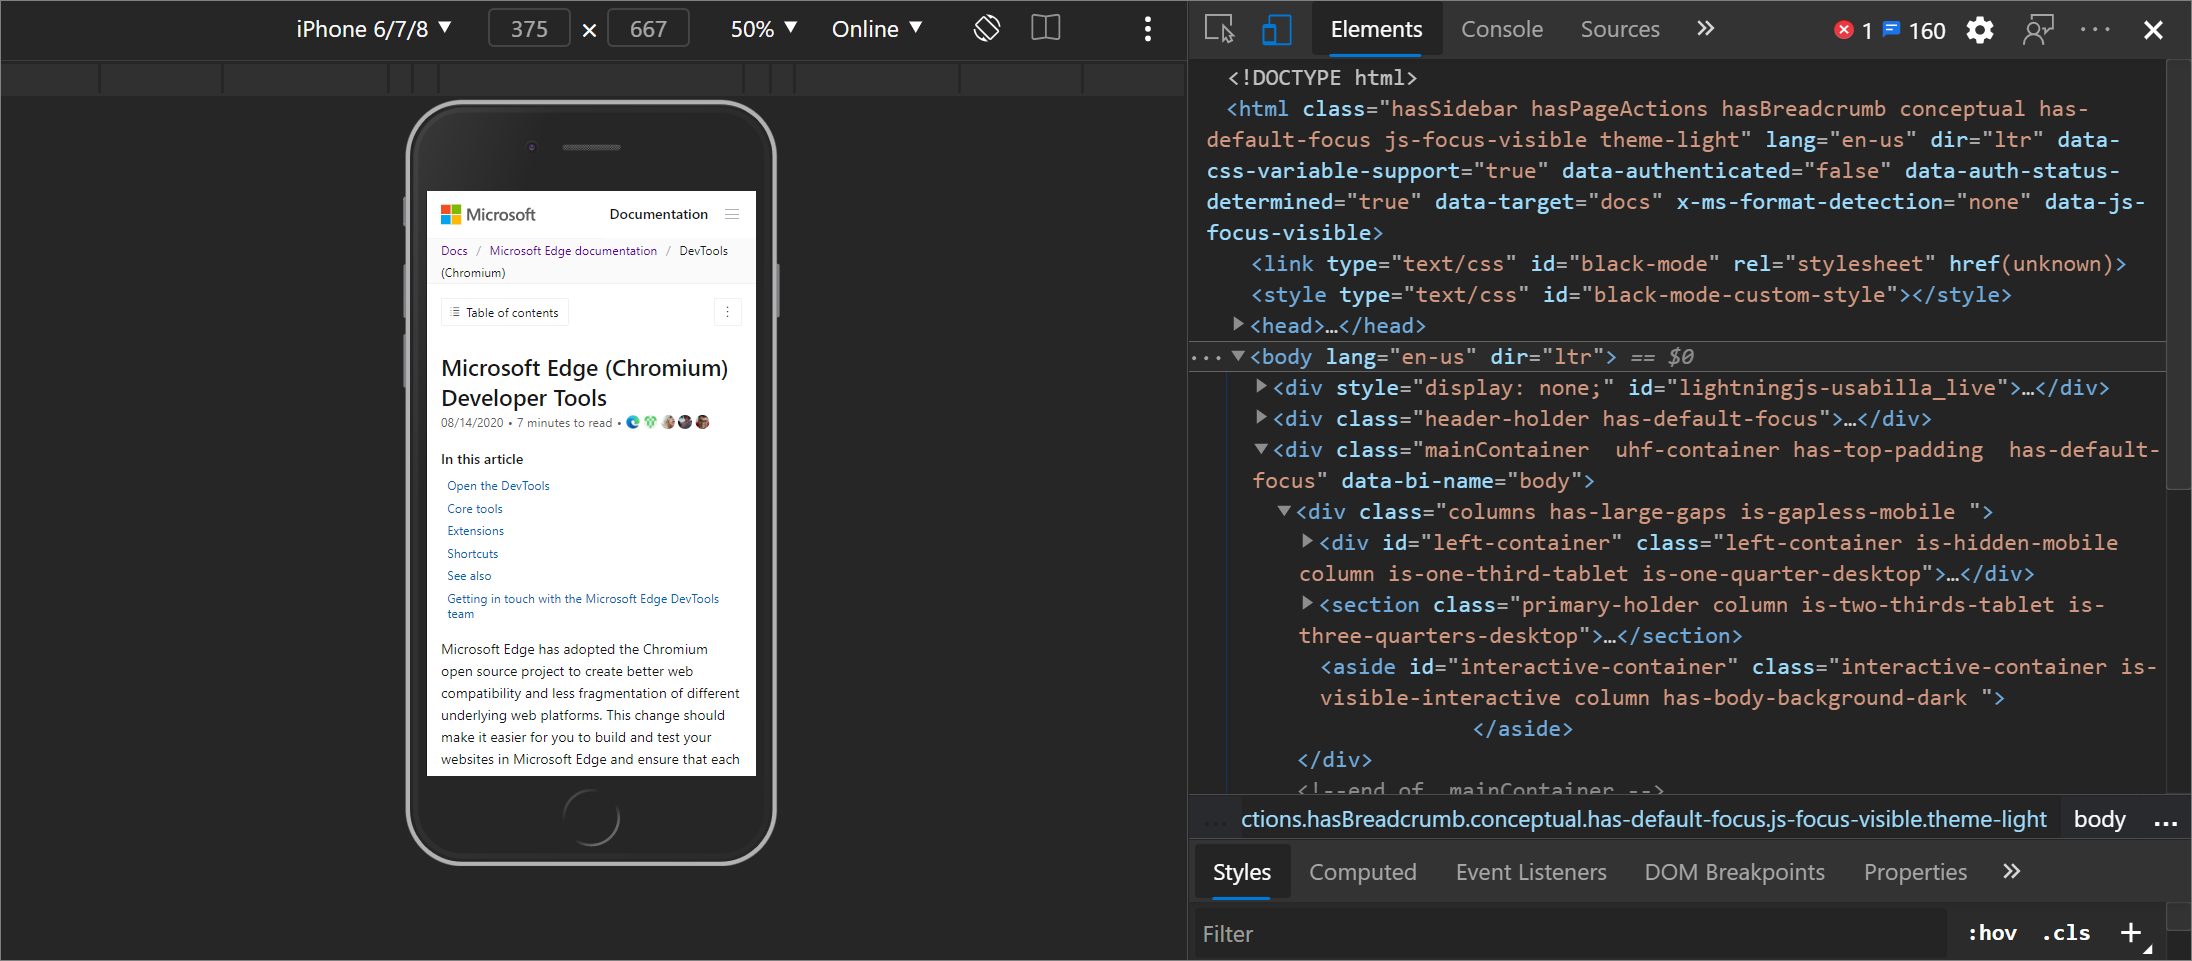 iPhone 6/7/8 ▼ 375 × 667 50% ▼ Online ▼
Microsoft Documentation
Docs / Microsoft Edge documentation / DevTools
(Chromium)
Table of contents
Microsoft Edge (Chromium)
Developer Tools
08/14/2020 • 7 minutes to read •
In this article
Open the DevTools
Core tools
Extensions
Shortcuts
See also
Getting in touch with the Microsoft Edge DevTools
team
Microsoft Edge has adopted the Chromium
open source project to create better web
compatibility and less fragmentation of different
underlying web platforms. This change should
make it easier for you to build and test your
websites in Microsoft Edge and ensure that each
Elements Console Sources » 1 160
<!DOCTYPE html>
<html class="hasSidebar hasPageActions hasBreadcrumb conceptual has-
default-focus js-focus-visible theme-light" lang="en-us" dir="ltr" data-
css-variable-support="true" data-authenticated="false" data-auth-status-
determined="true" data-target="docs" x-ms-format-detection="none" data-js-
focus-visible>
<link type="text/css" id="black-mode" rel="stylesheet" href(unknown)>
<style type="text/css" id="black-mode-custom-style"></style>
<head>…</head>
<body lang="en-us" dir="ltr"> == $0
<div style="display: none;" id="lightningjs-usabilla_live">…</div>
<div class="header-holder has-default-focus">…</div>
<div class="mainContainer  uhf-container has-top-padding  has-default-
focus" data-bi-name="body">
<div class="columns has-large-gaps is-gapless-mobile ">
<div id="left-container" class="left-container is-hidden-mobile
column is-one-third-tablet is-one-quarter-desktop">…</div>
<section class="primary-holder column is-two-thirds-tablet is-
three-quarters-desktop">…</section>
<aside id="interactive-container" class="interactive-container is-
visible-interactive column has-body-background-dark ">
</aside>
</div>
<!--end of  mainContainer -->
... ctions.hasBreadcrumb.conceptual.has-default-focus.js-focus-visible.theme-light body ...
Styles Computed Event Listeners DOM Breakpoints Properties »
Filter :hov .cls +